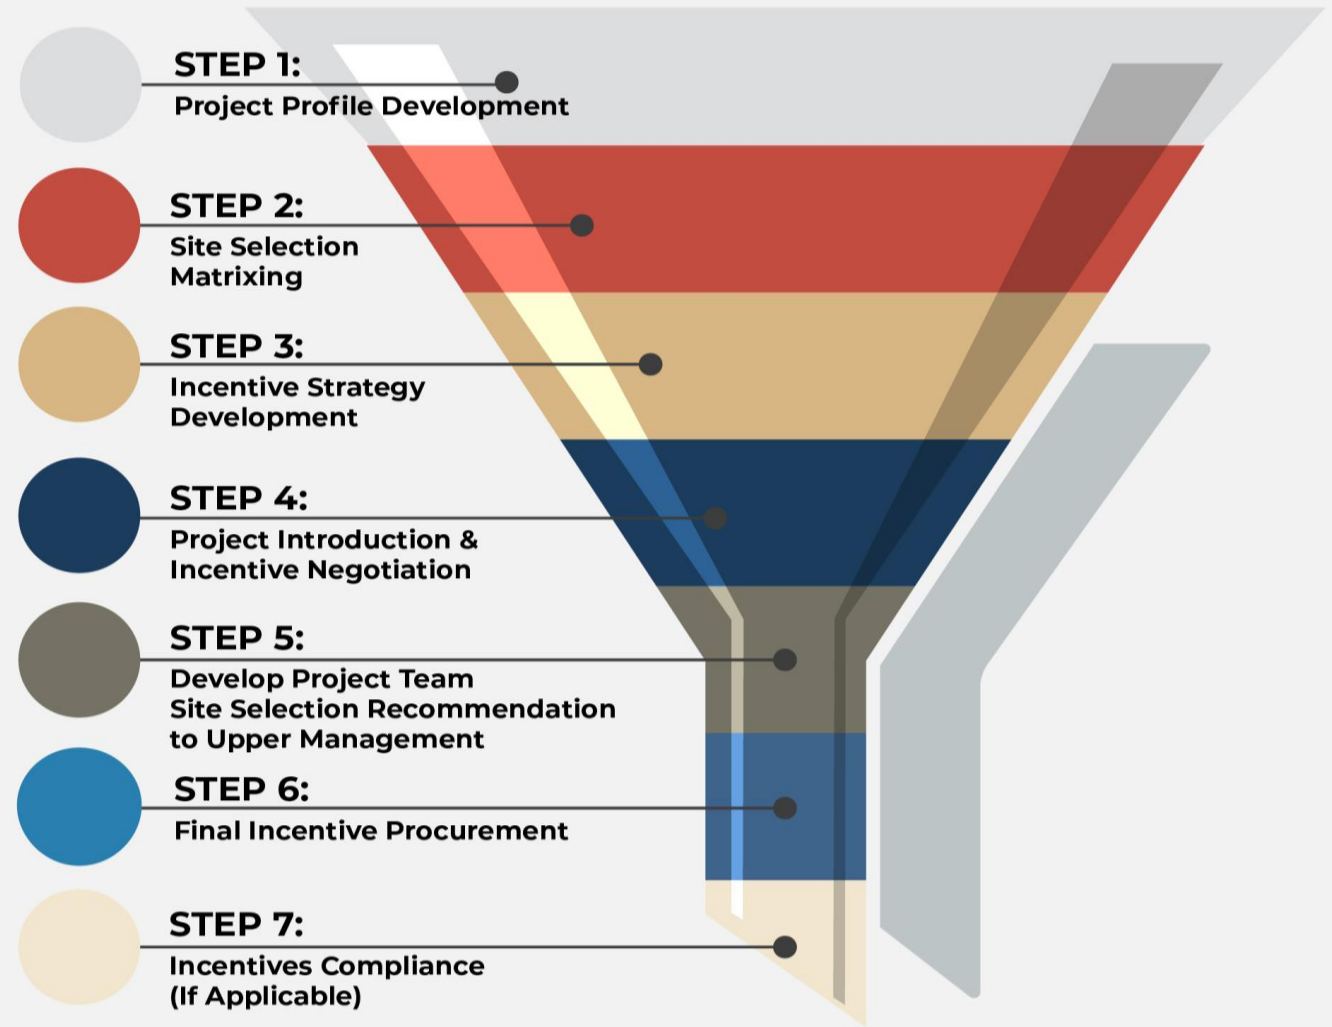 STEP 1:
Project Profile Development
STEP 2:
Site Selection
Matrixing
STEP 3:
Incentive Strategy
Development
STEP 4:
Project Introduction &
Incentive Negotiation
STEP 5:
Develop Project Team
Site Selection Recommendation
to Upper Management
STEP 6:
Final Incentive Procurement
STEP 7:
Incentives Compliance
(If Applicable)